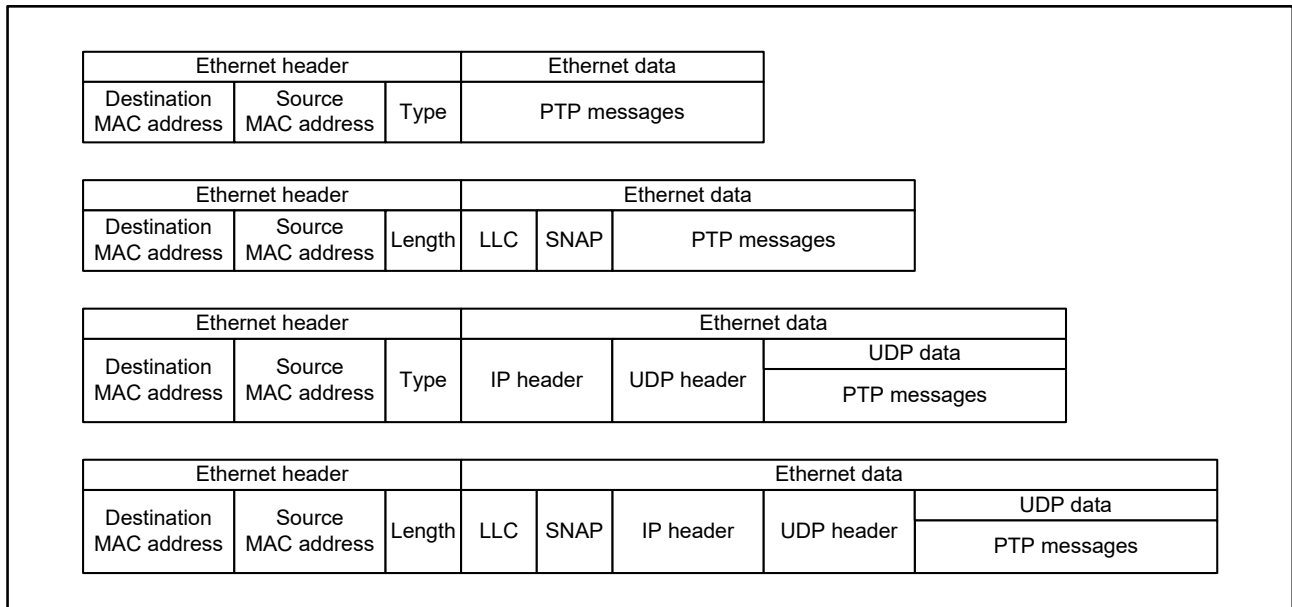 Ethernet header Ethernet data
Destination MAC address Source MAC address Type PTP messages
Ethernet header Ethernet data
Destination MAC address Source MAC address Length LLC SNAP PTP messages
Ethernet header Ethernet data
Destination MAC address Source MAC address Type IP header UDP header UDP data
PTP messages
Ethernet header Ethernet data
Destination MAC address Source MAC address Length LLC SNAP IP header UDP header UDP data
PTP messages